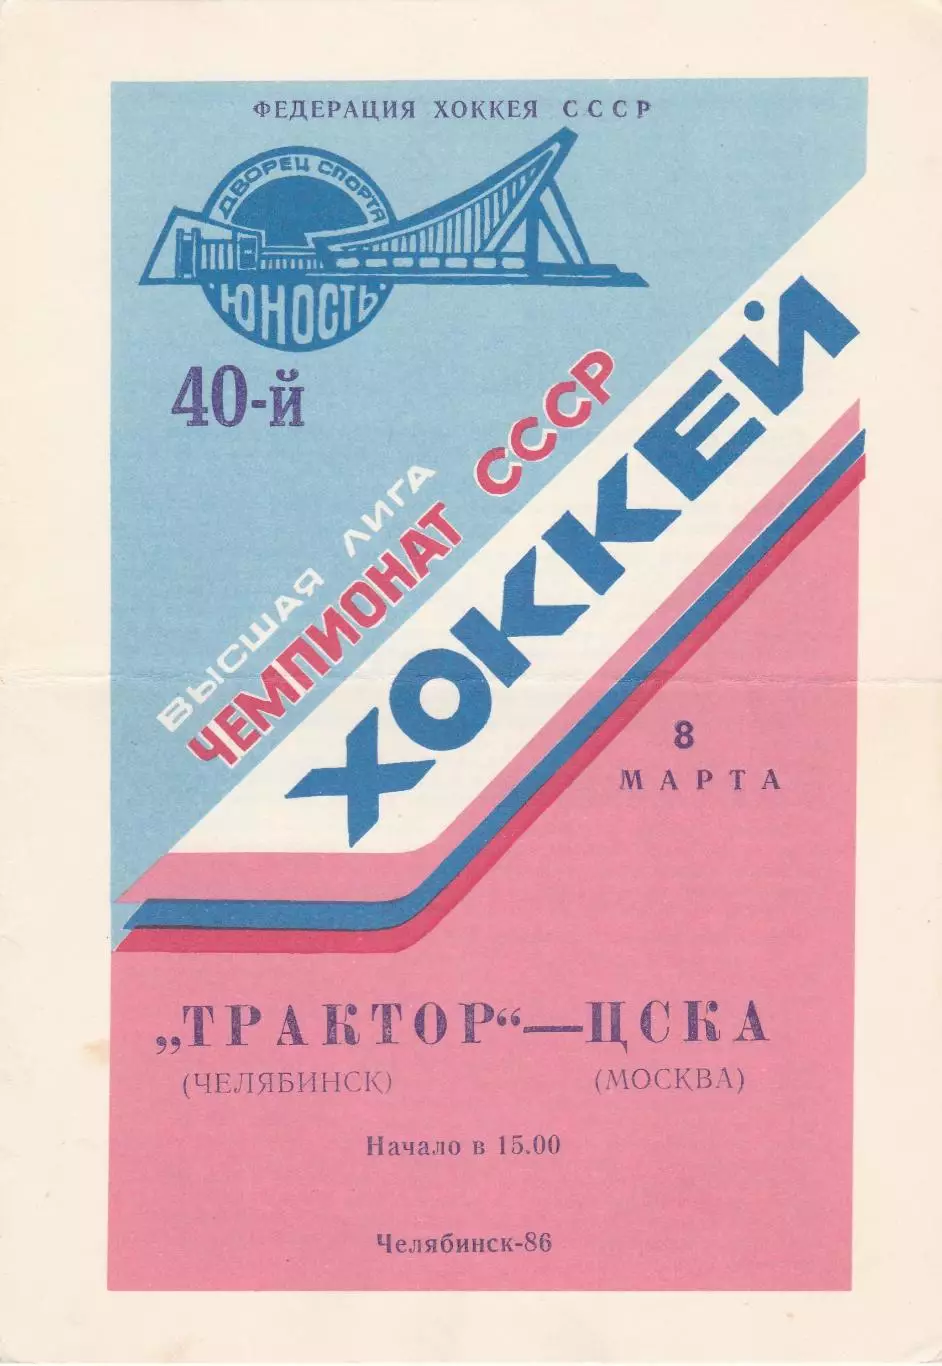 ФЕДЕРАЦИЯ ХОККЕЯ СССР
ДВОРЕЦ СПОРТА
·ЮНОСТЬ·
40-й
ВЫСШАЯ ЛИГА
ЧЕМПИОНАТ СССР
ХОККЕЙ
8
МАРТА
„ТРАКТОР“—ЦСКА
(ЧЕЛЯБИНСК) (МОСКВА)
Начало в 15.00
Челябинск-86